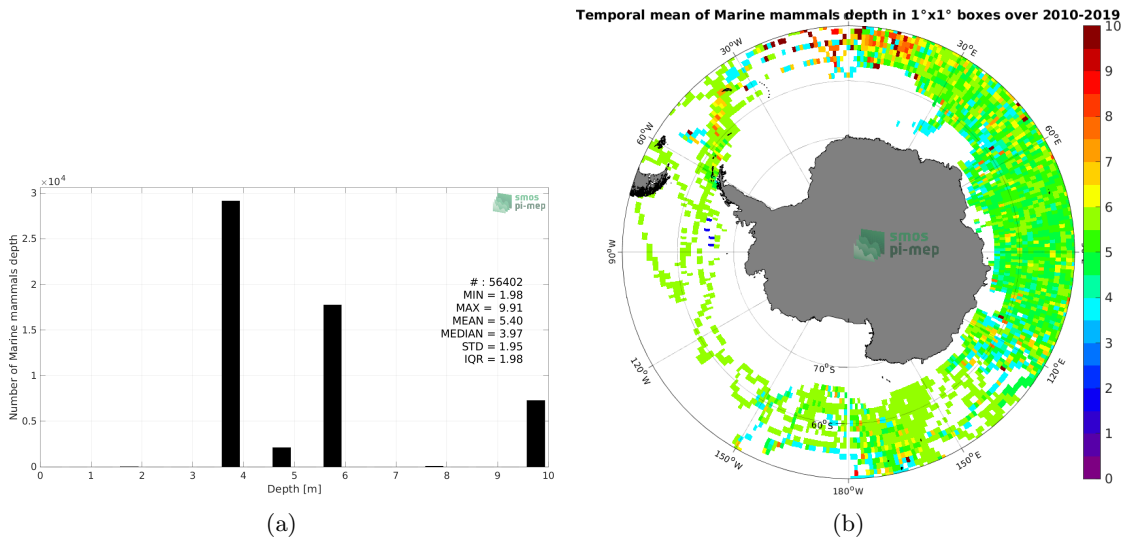 Temporal mean of Marine mammals depth in 1°x1° boxes over 2010-2019
×10⁴
3
2.5
2
1.5
1
0.5
0
Number of Marine mammals depth
smos
pi-mep
# : 56402
MIN = 1.98
MAX = 9.91
MEAN = 5.40
MEDIAN = 3.97
STD = 1.95
IQR = 1.98
0 1 2 3 4 5 6 7 8 9 10
Depth [m]
(a)
30°W
30°E
60°W
60°E
90°W
smos
pi-mep
120°W
120°E
70°S
60°S
150°W
150°E
180°W
10
9
8
7
6
5
4
3
2
1
0
(b)